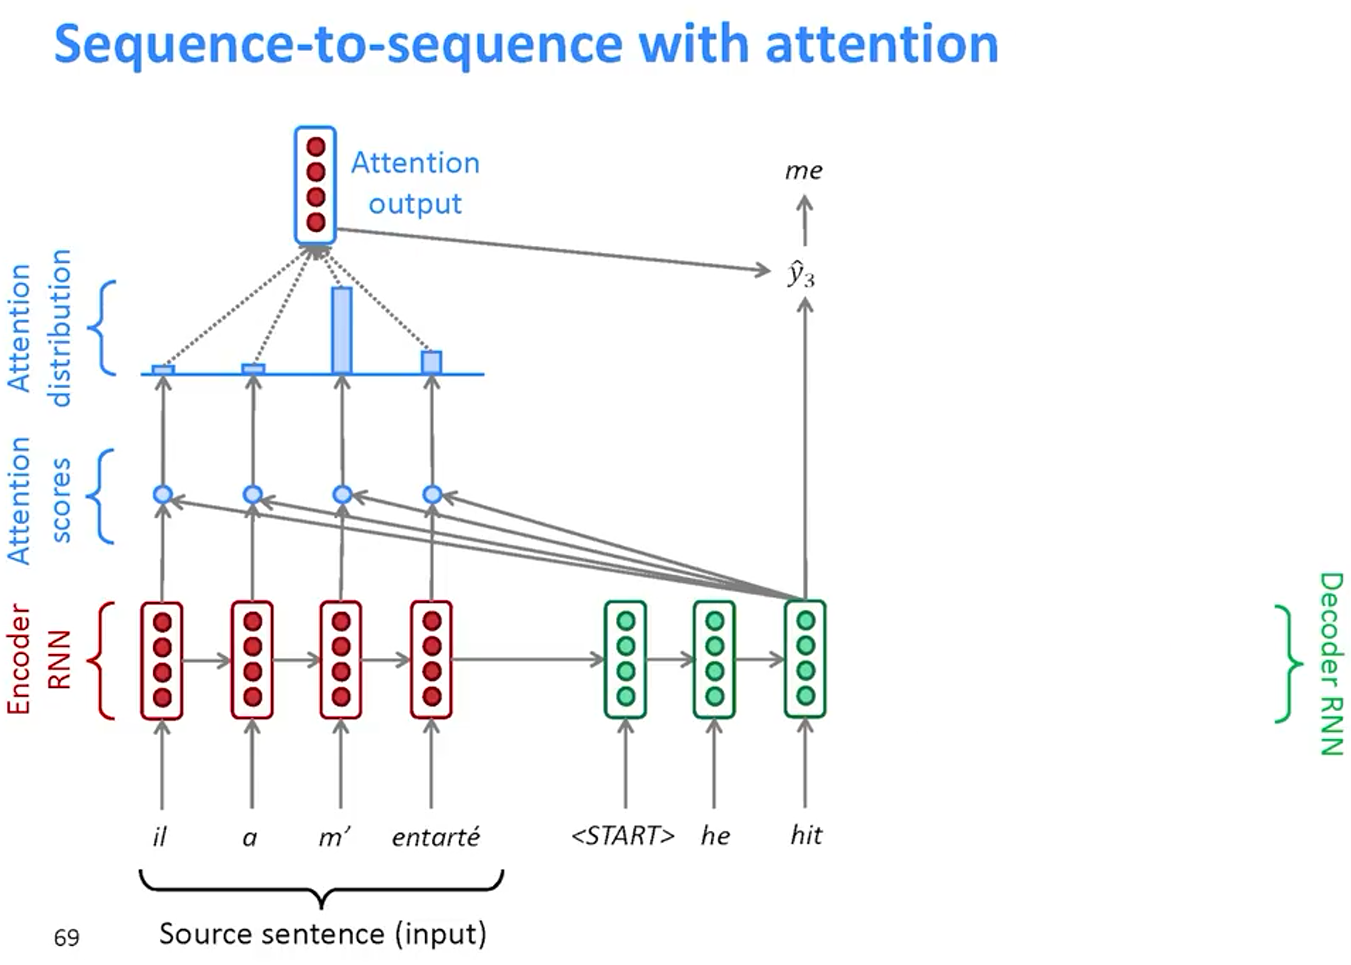 Sequence-to-sequence with attention
Attention
output
me
ŷ₃
Attention
distribution
Attention
scores
Encoder
RNN
Decoder RNN
il a m’ entarté <START> he hit
Source sentence (input)
69